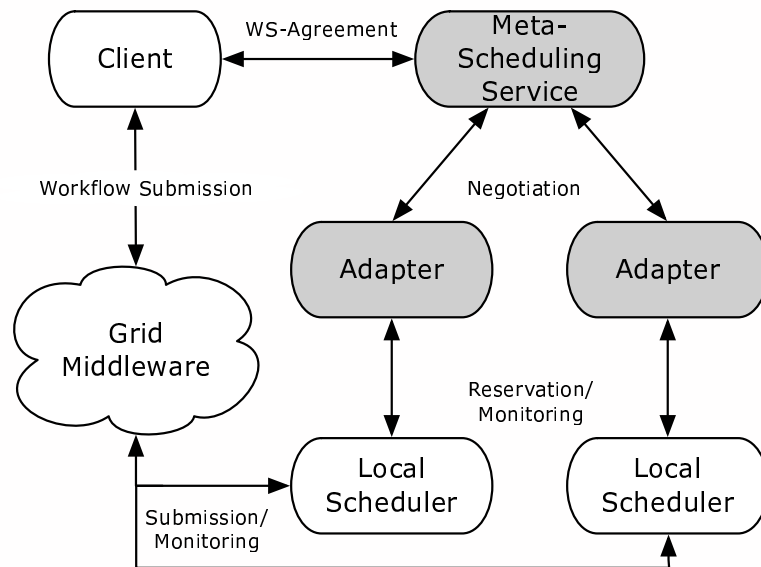 WS-Agreement
Client
Meta-
Scheduling
Service
Workflow Submission
Negotiation
Adapter
Adapter
Grid
Middleware
Reservation/
Monitoring
Local
Scheduler
Local
Scheduler
Submission/
Monitoring